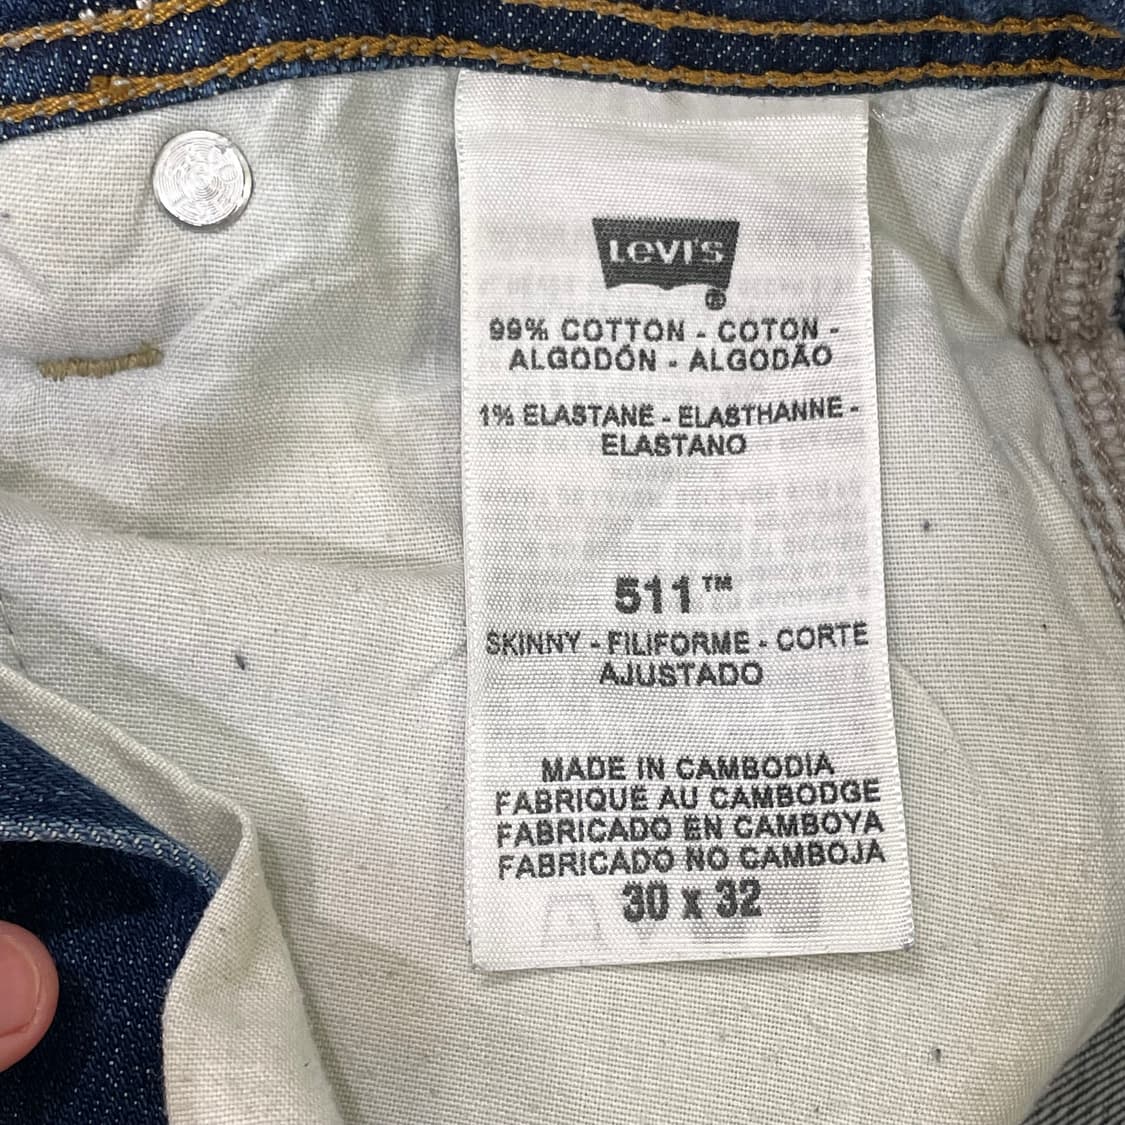 LEVI'S ®
99% COTTON - COTON -
ALGODÓN - ALGODÃO
1% ELASTANE - ELASTHANNE -
ELASTANO
511™
SKINNY - FILIFORME - CORTE
AJUSTADO
MADE IN CAMBODIA
FABRIQUE AU CAMBODGE
FABRICADO EN CAMBOYA
FABRICADO NO CAMBOJA
30 x 32